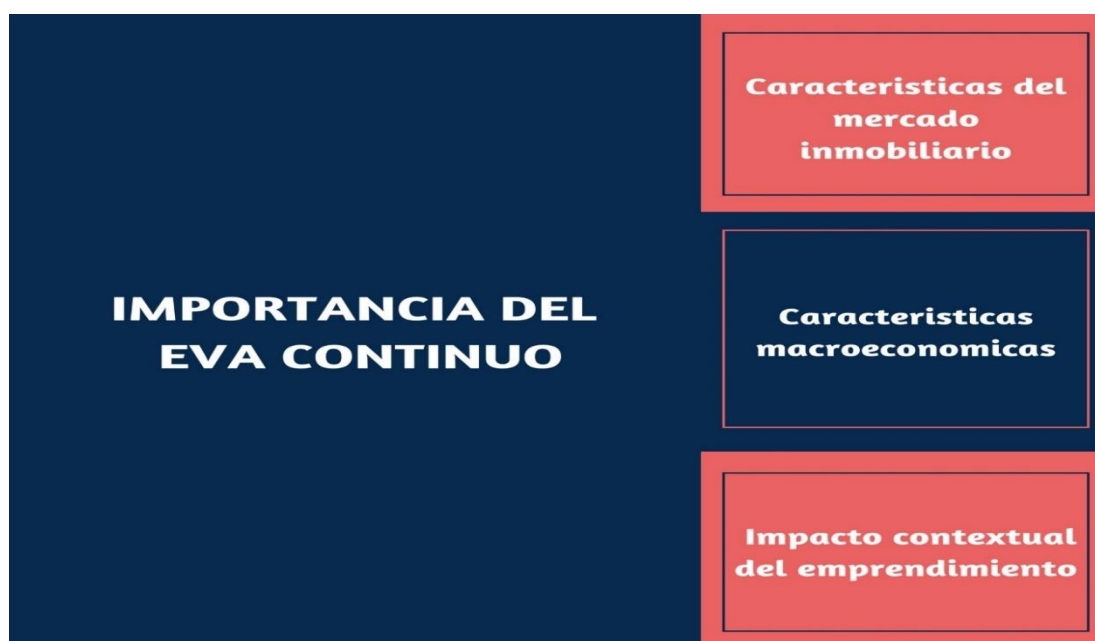 IMPORTANCIA DEL
EVA CONTINUO
Caracteristicas del
mercado
inmobiliario
Caracteristicas
macroeconomicas
Impacto contextual
del emprendimiento